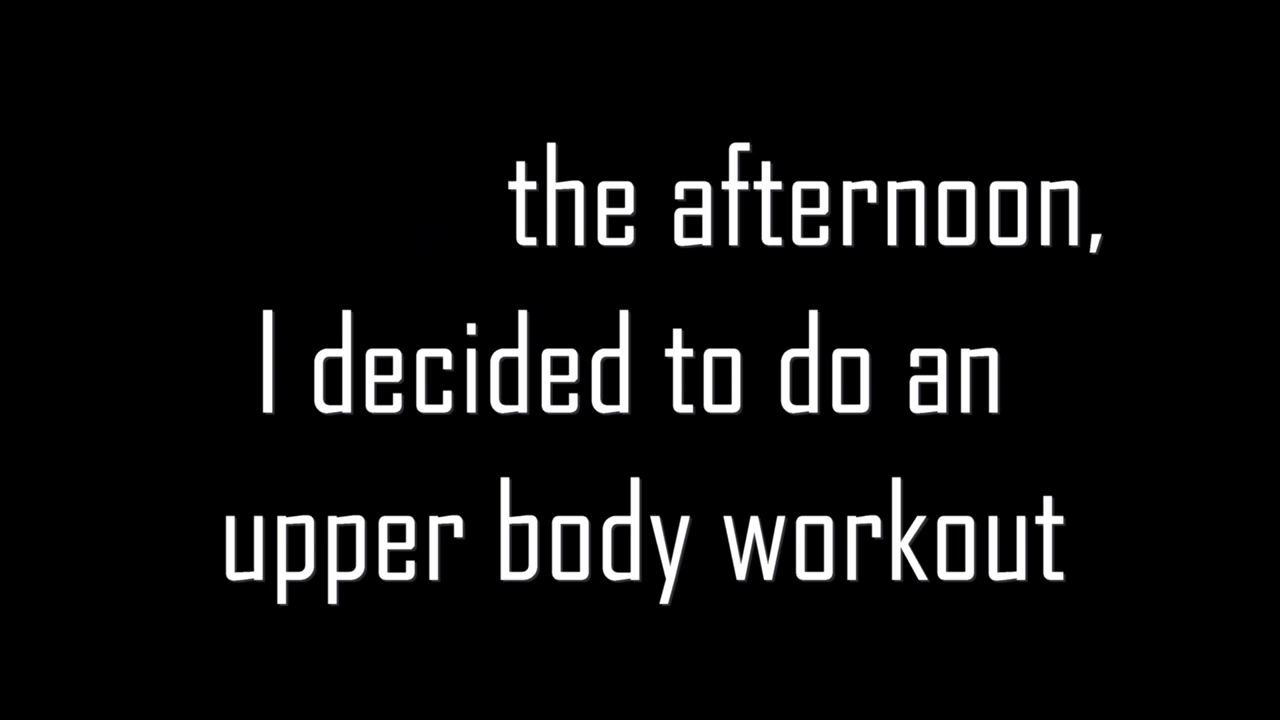 the afternoon,
I decided to do an
upper body workout